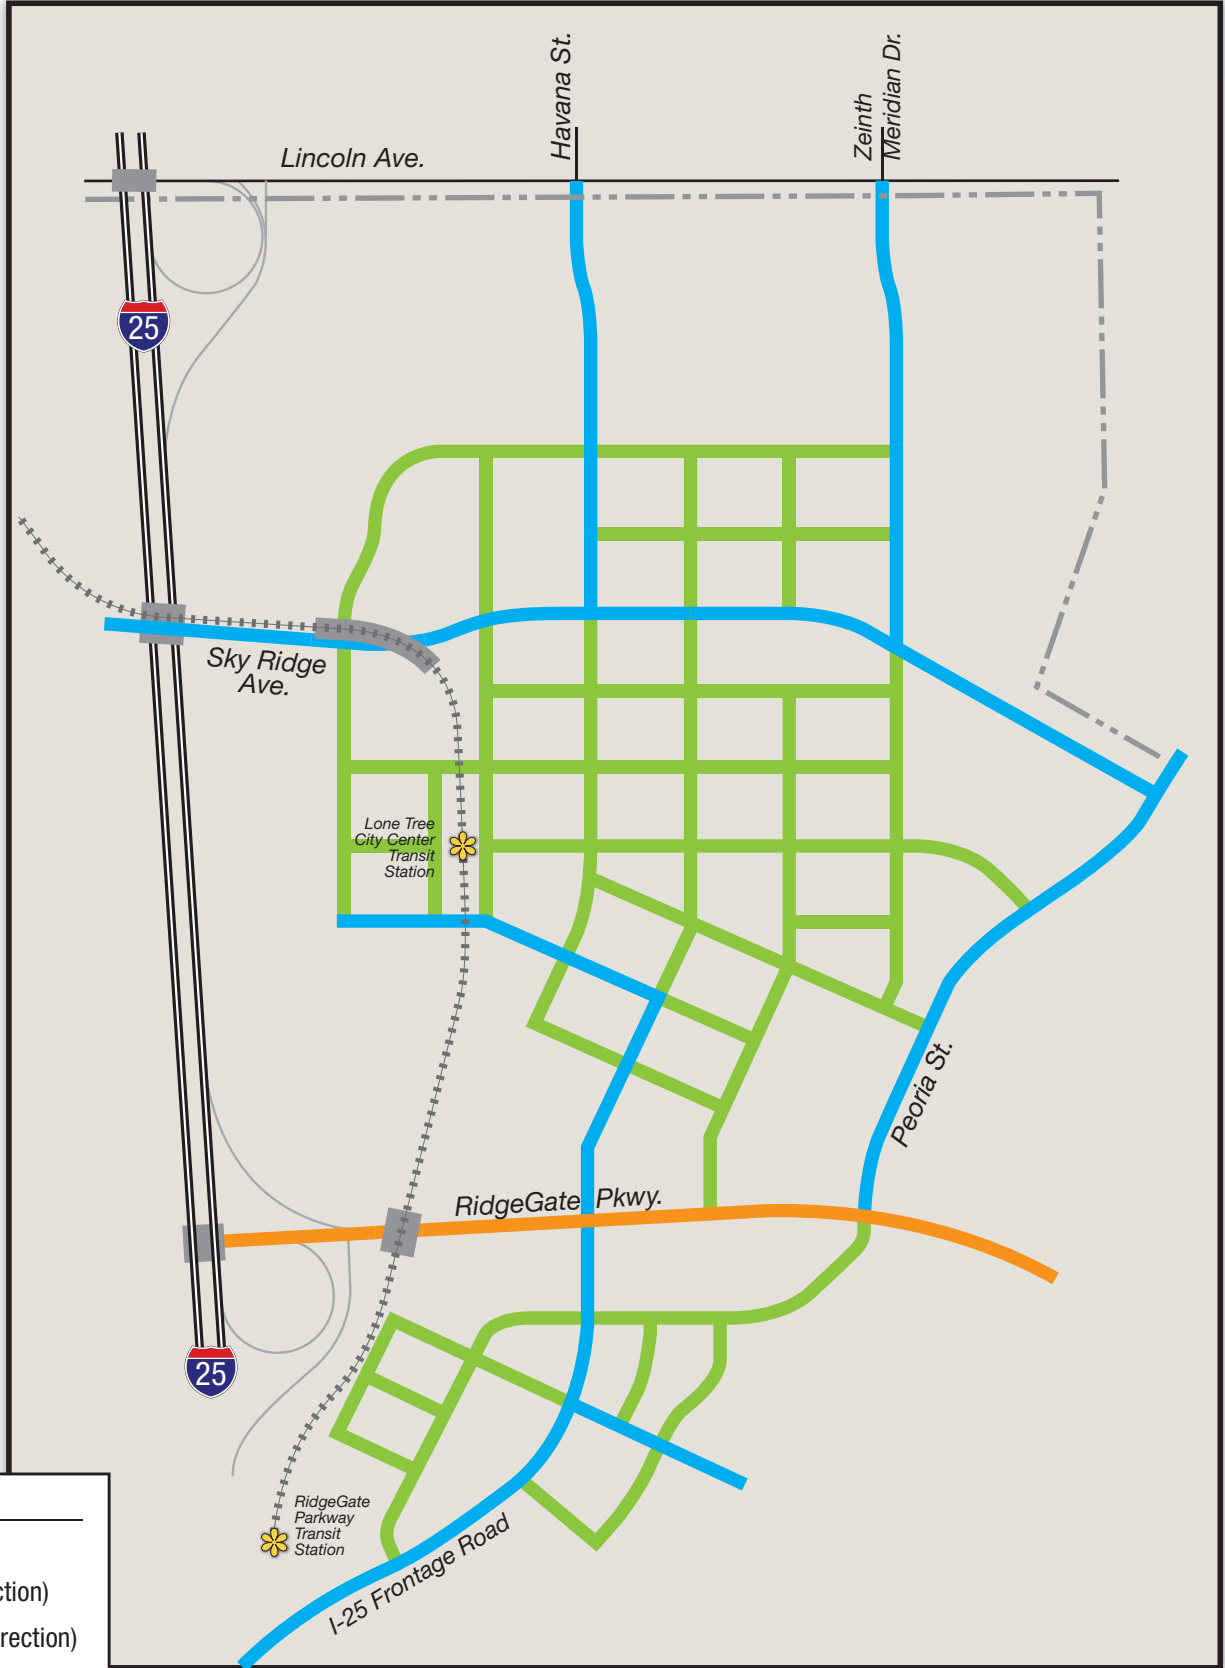 Havana St.
Zeinth
Meridian Dr.
Lincoln Ave.
25
Sky Ridge
Ave.
Lone Tree
City Center
Transit
Station
Peoria St.
RidgeGate Pkwy.
25
RidgeGate
Parkway
Transit
Station
I-25 Frontage Road
ction)
rection)